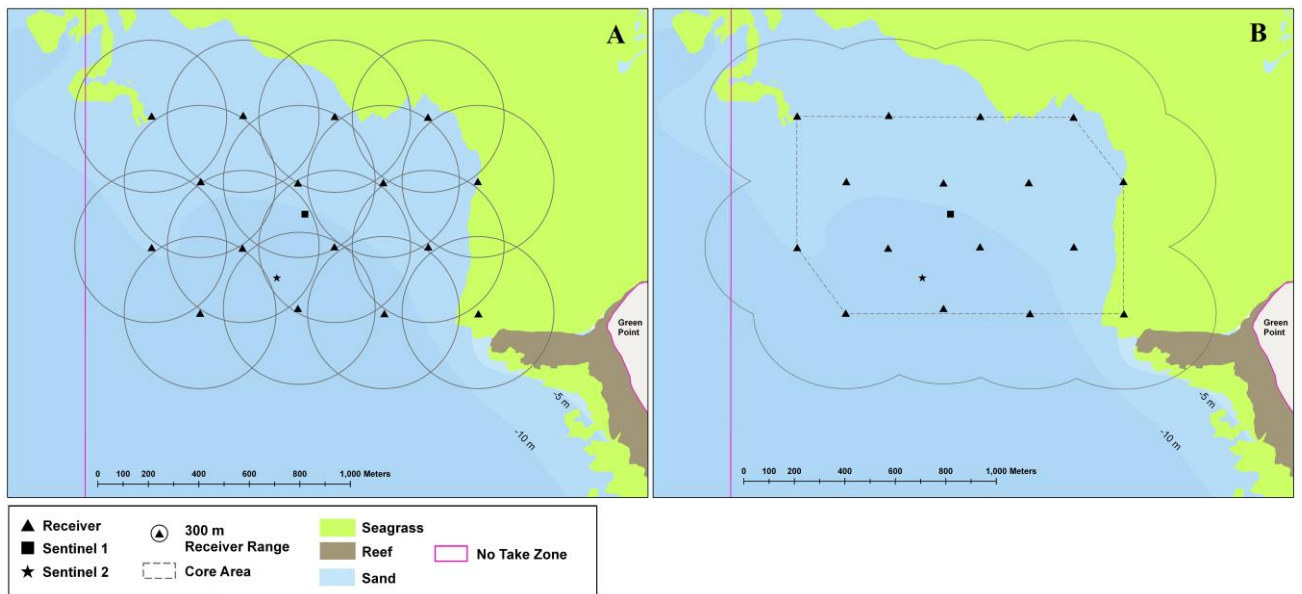 A
B
Green
Point
Green
Point
-5 m
-10 m
-5 m
-10 m
0 100 200 400 600 800 1,000 Meters
0 100 200 400 600 800 1,000 Meters
Receiver
Sentinel 1
Sentinel 2
300 m
Receiver Range
Core Area
Seagrass
Reef
Sand
No Take Zone